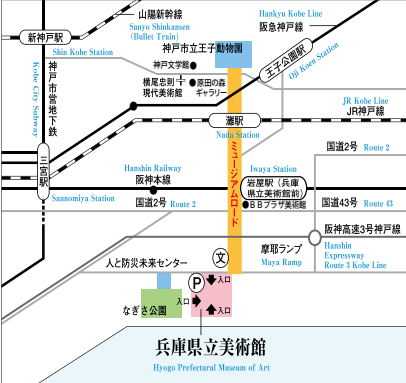 山陽新幹線
Sanyo Shinkansen
(Bullet Train)
Hankyu Kobe Line
阪急神戸線
新神戸駅
Shin Kobe Station
神戸市立王子動物園
王子公園駅
Oji Koen Station
神戸文学館
横尾忠則
現代美術館
原田の森
ギャラリー
神戸市営地下鉄
Kobe City Subway
JR Kobe Line
JR神戸線
灘駅
Nada Station
ミュージアムロード
国道2号 Route 2
三宮駅
Sannomiya Station
Hanshin Railway
阪神本線
Iwaya Station
岩屋駅（兵庫
県立美術館前）
BBプラザ美術館
国道2号 Route 2
国道43号 Route 43
阪神高速3号神戸線
Hanshin
Expressway
Route 3 Kobe Line
摩耶ランプ
Maya Ramp
文
人と防災未来センター
P
入口
入口
入口
なぎさ公園
兵庫県立美術館
Hyogo Prefectural Museum of Art